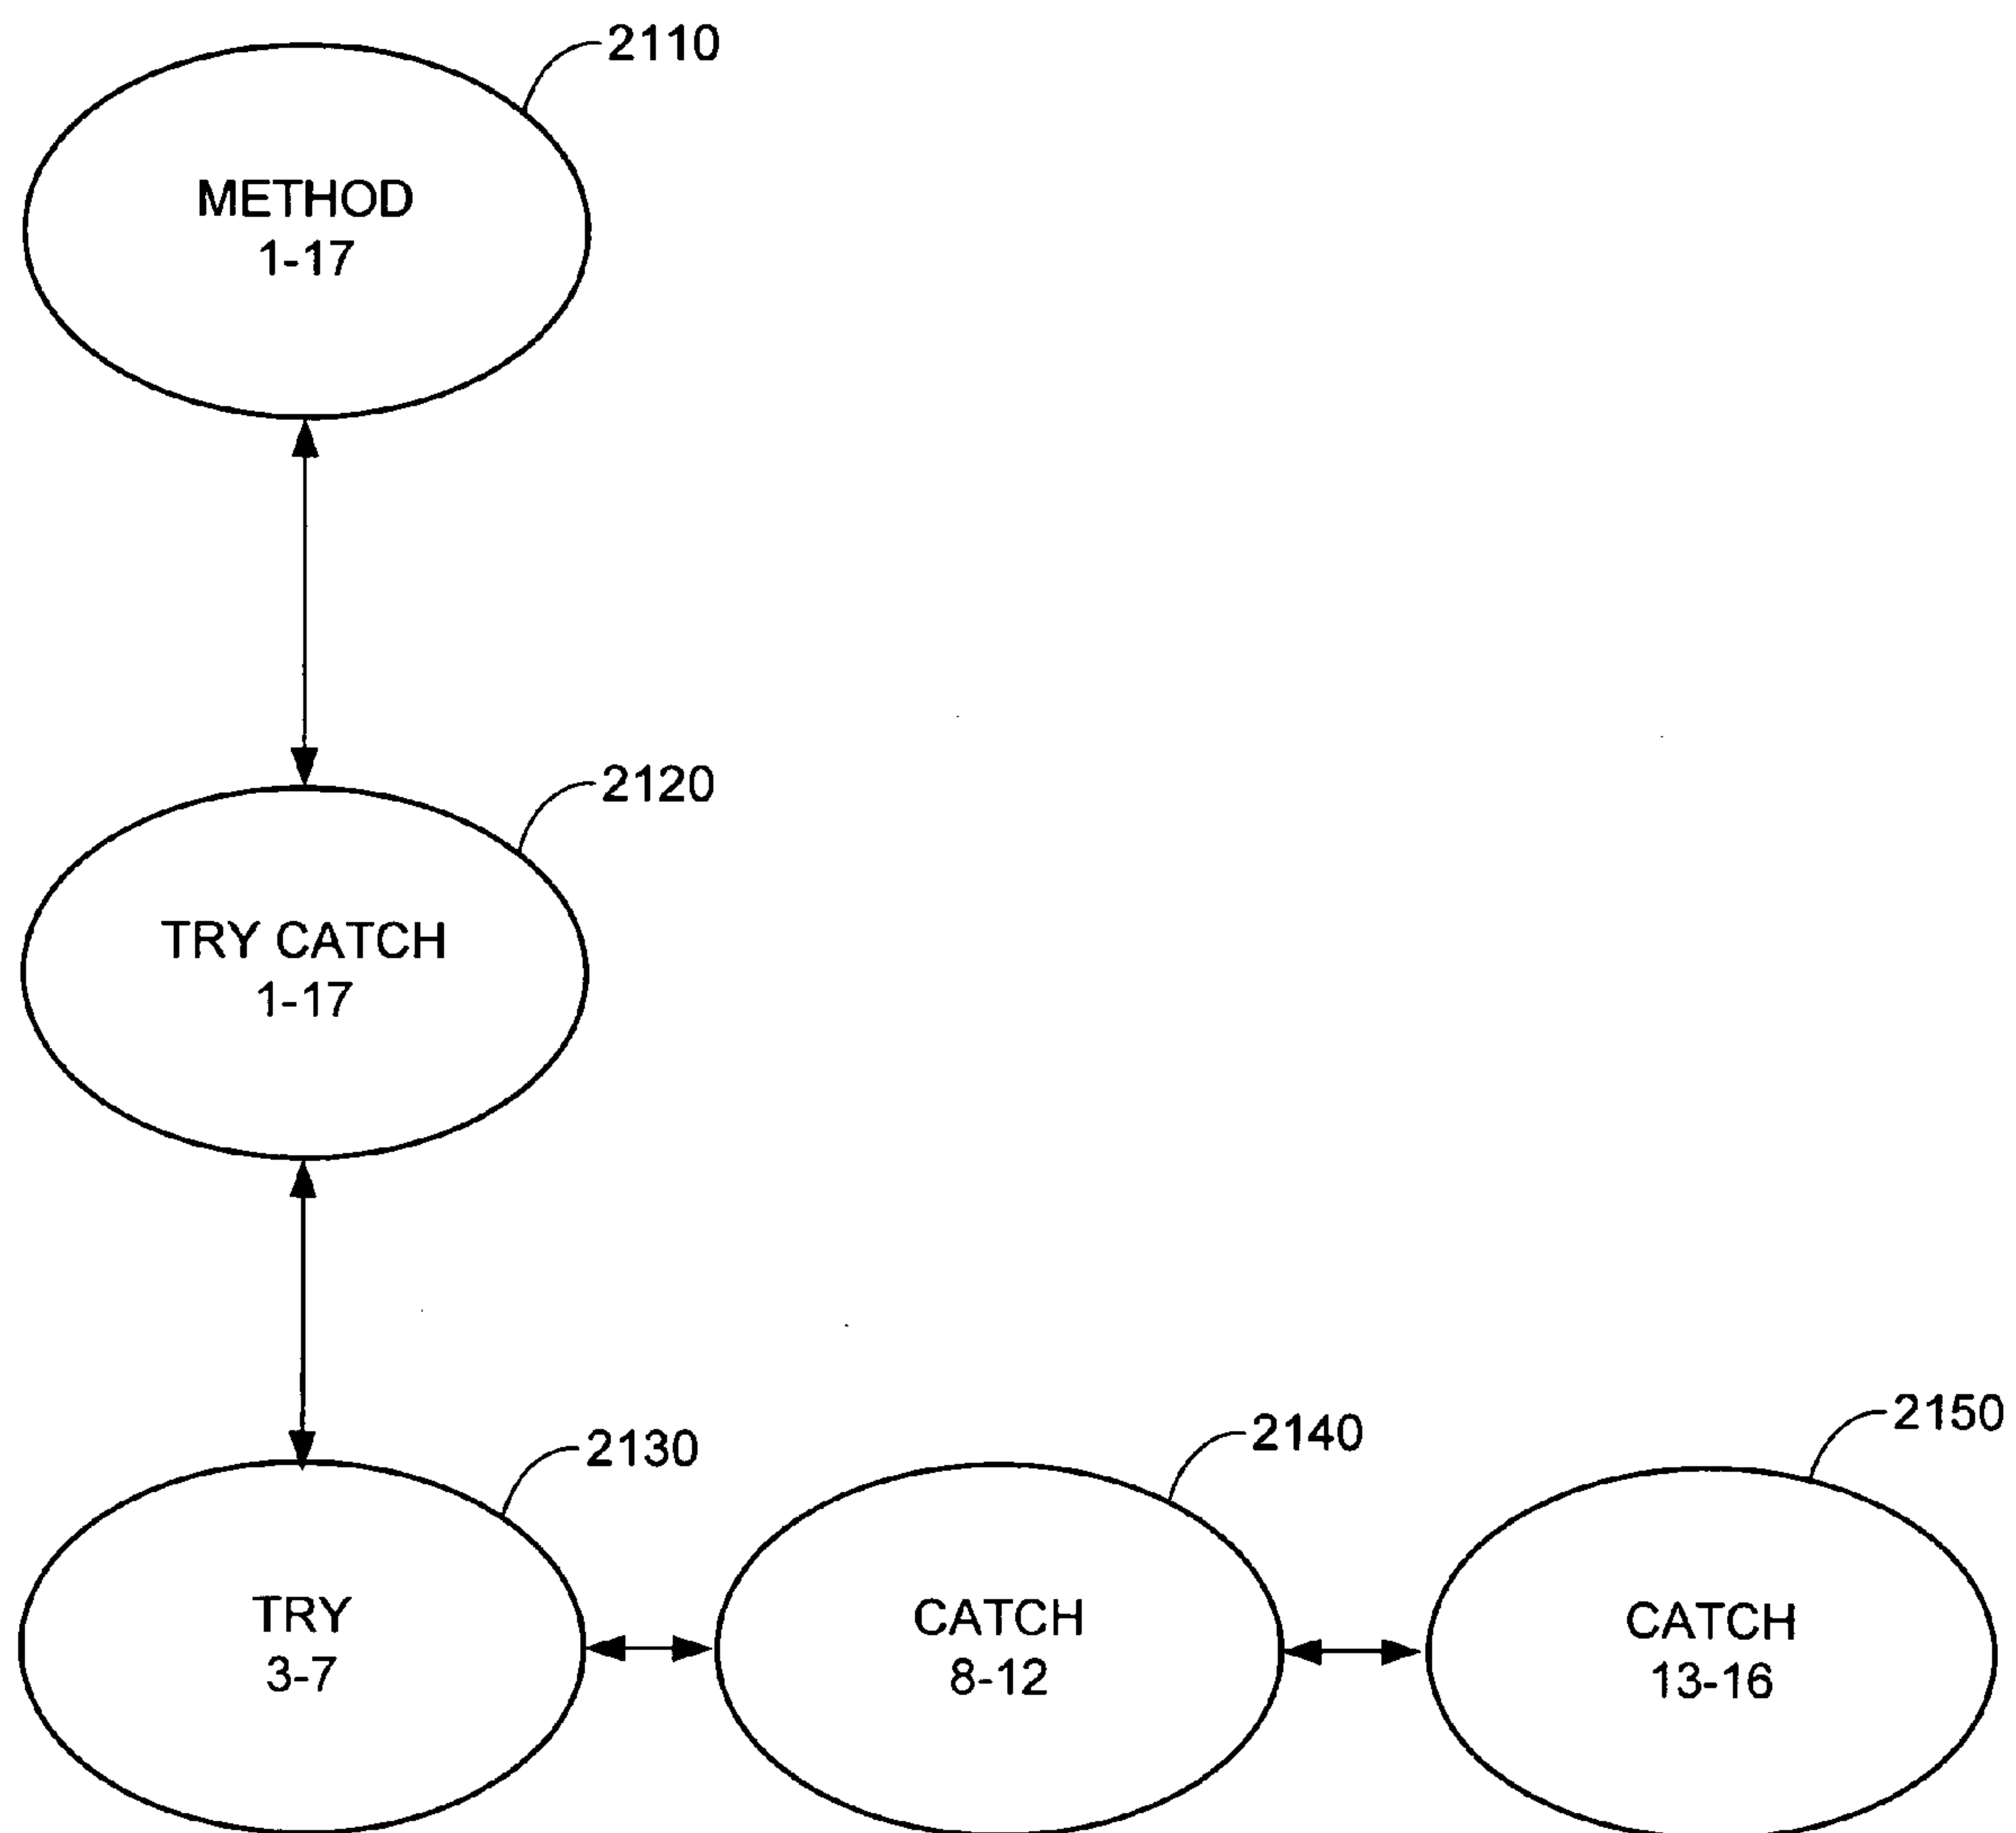 2110
METHOD
1-17
2120
TRY CATCH
1-17
2130
TRY
3-7
2140
CATCH
8-12
2150
CATCH
13-16